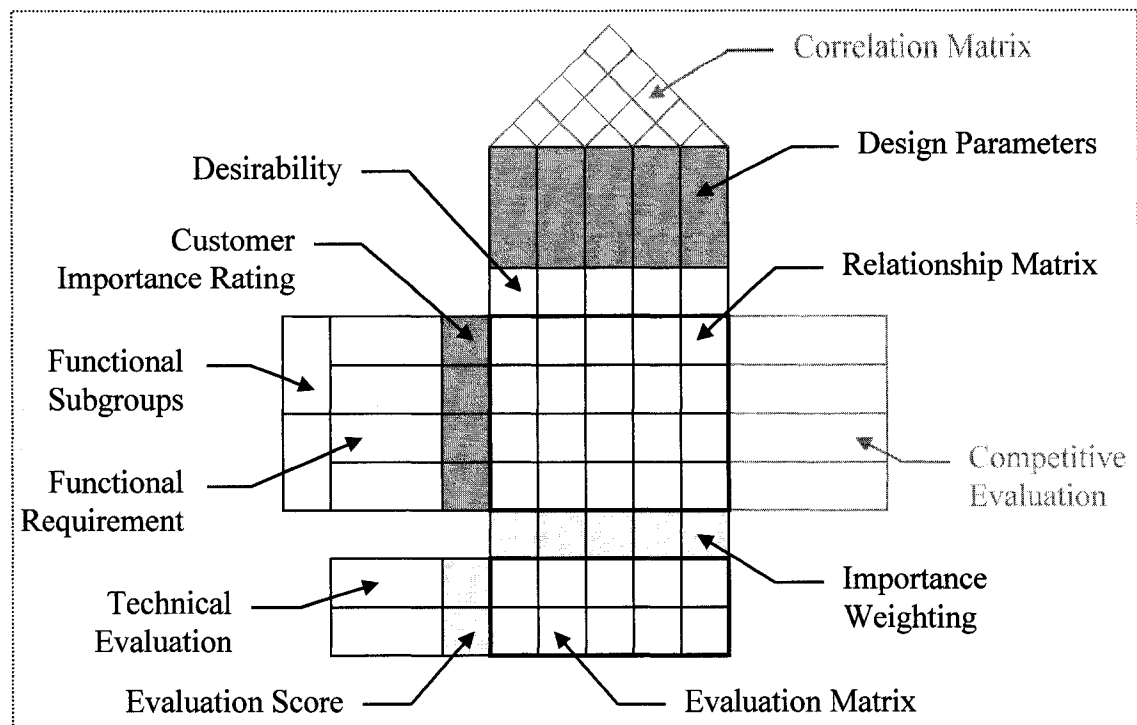 Correlation Matrix
Design Parameters
Desirability
Customer
Importance Rating
Relationship Matrix
Functional
Subgroups
Functional
Requirement
Competitive
Evaluation
Importance
Weighting
Technical
Evaluation
Evaluation Score
Evaluation Matrix